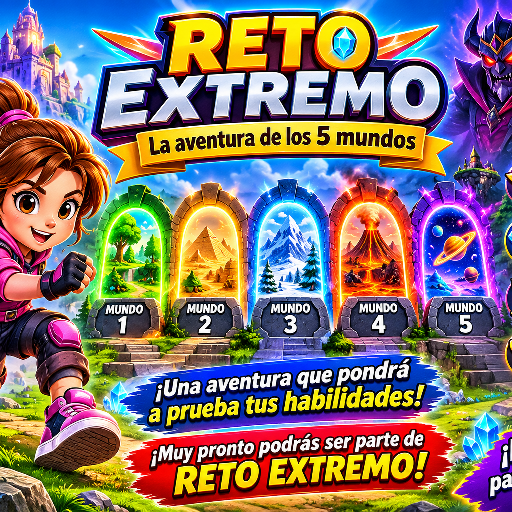 RETO
EXTREMO
La aventura de los 5 mundos
MUNDO
1
MUNDO
2
MUNDO
3
MUNDO
4
MUNDO
5
¡Una aventura que pondrá
a prueba tus habilidades!
¡Muy pronto podrás ser parte de
RETO EXTREMO!